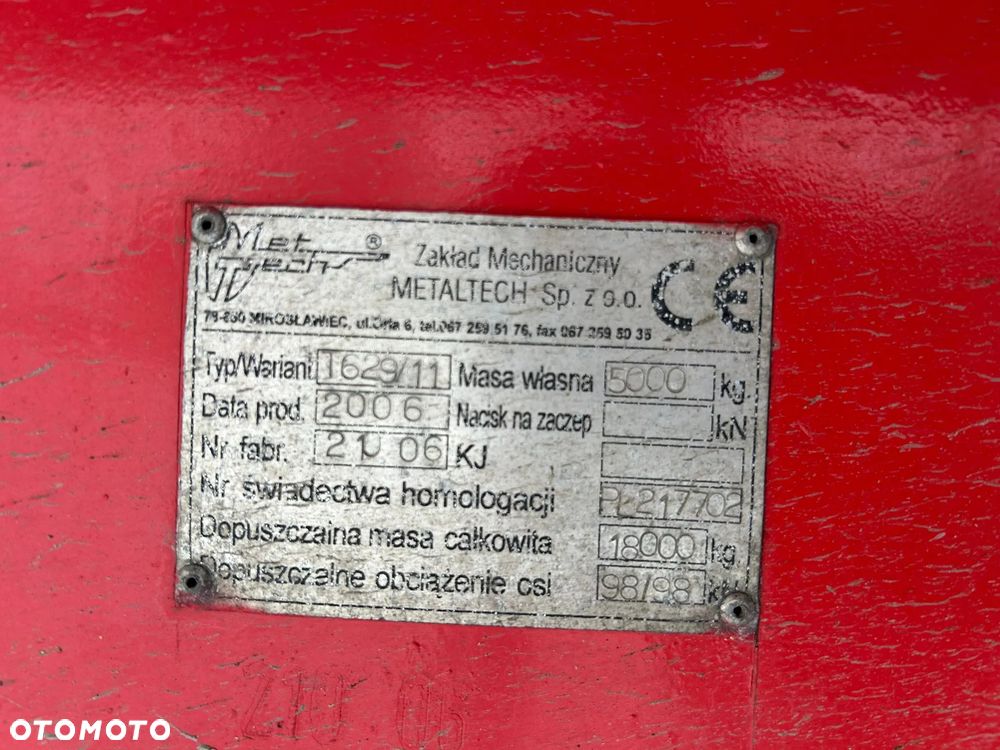 Met Tech ®
Zakład Mechaniczny
METALTECH Sp. z o.o.
CE
78-650 MIROSŁAWIEC, ul.Orla 6, tel.067 259 51 76, fax 067 259 50 35
Typ/Wariant T629/11 Masa własna 5000 kg
Data prod. 2006 Nacisk na zaczep kN
Nr fabr. 06 KJ
Nr świadectwa homologacji PŁ217702
Dopuszczalna masa całkowita 18000 kg
Dopuszczalne obciążenie osi 98/98 kN
OTOMOTO